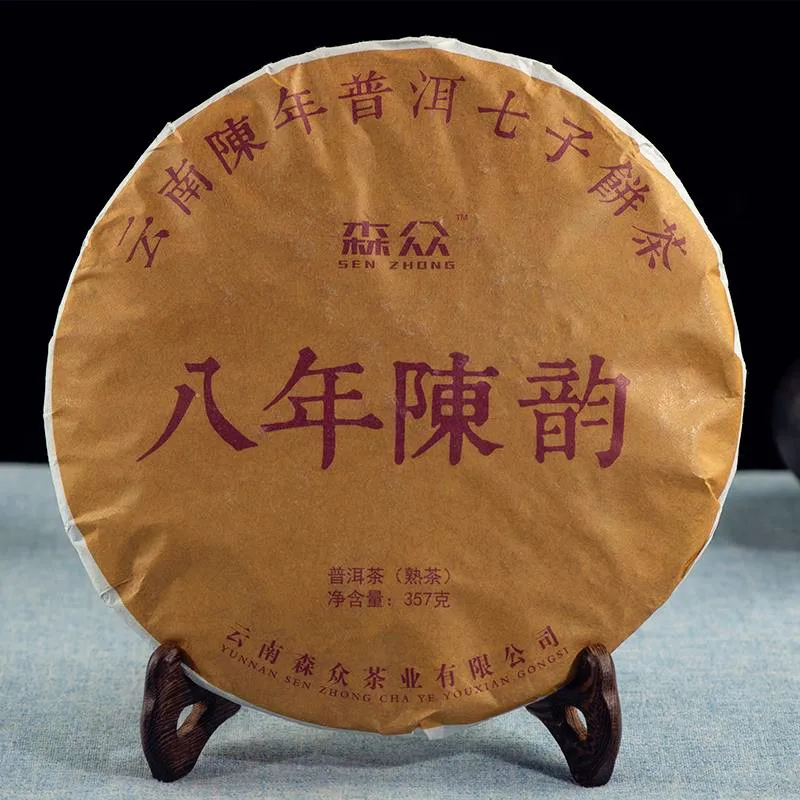 云南陳年普洱七子餅茶
森众™
SEN ZHONG
八年陳韵
普洱茶（熟茶）
净含量：357克
云南森众茶业有限公司
YUNNAN SEN ZHONG CHA YE YOUXIAN GONGSI